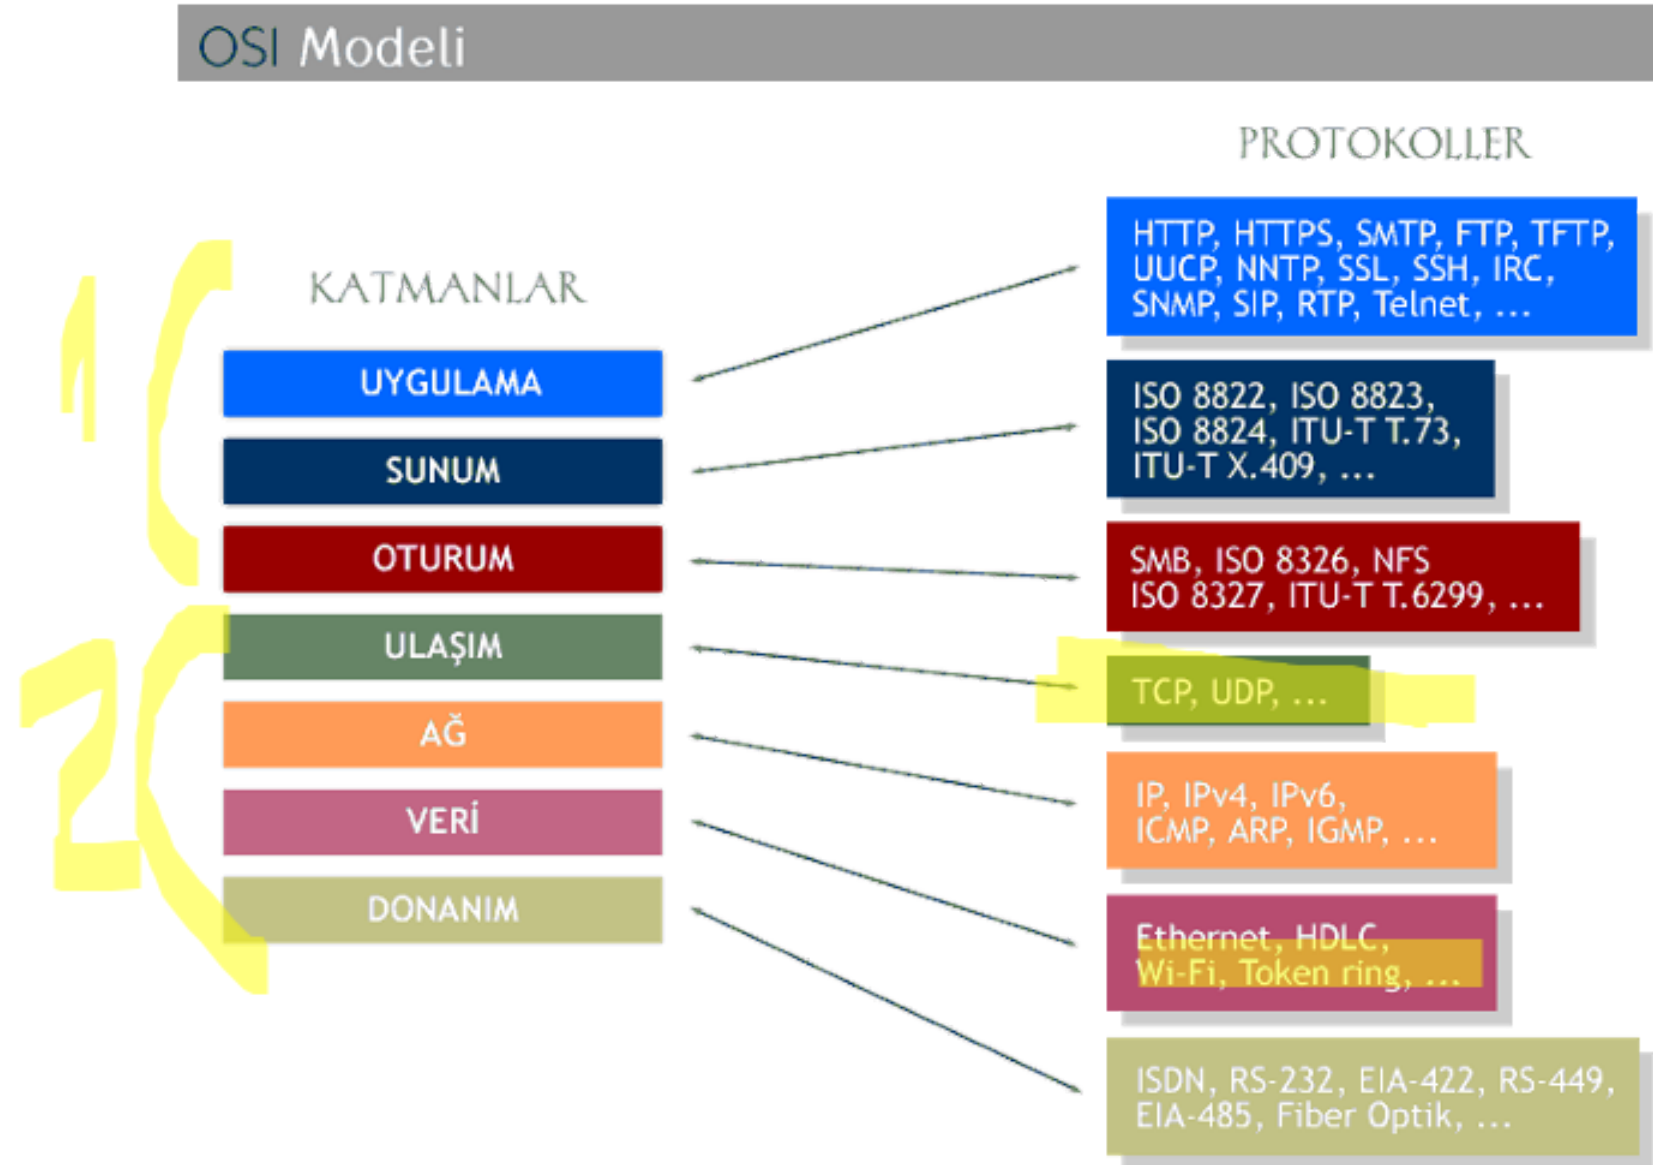 OSI Modeli
PROTOKOLLER
KATMANLAR
1
UYGULAMA
SUNUM
OTURUM
2
ULAŞIM
AĞ
VERİ
DONANIM
HTTP, HTTPS, SMTP, FTP, TFTP,
UUCP, NNTP, SSL, SSH, IRC,
SNMP, SIP, RTP, Telnet, ...
ISO 8822, ISO 8823,
ISO 8824, ITU-T T.73,
ITU-T X.409, ...
SMB, ISO 8326, NFS
ISO 8327, ITU-T T.6299, ...
TCP, UDP, ...
IP, IPv4, IPv6,
ICMP, ARP, IGMP, ...
Ethernet, HDLC,
Wi-Fi, Token ring, ...
ISDN, RS-232, EIA-422, RS-449,
EIA-485, Fiber Optik, ...